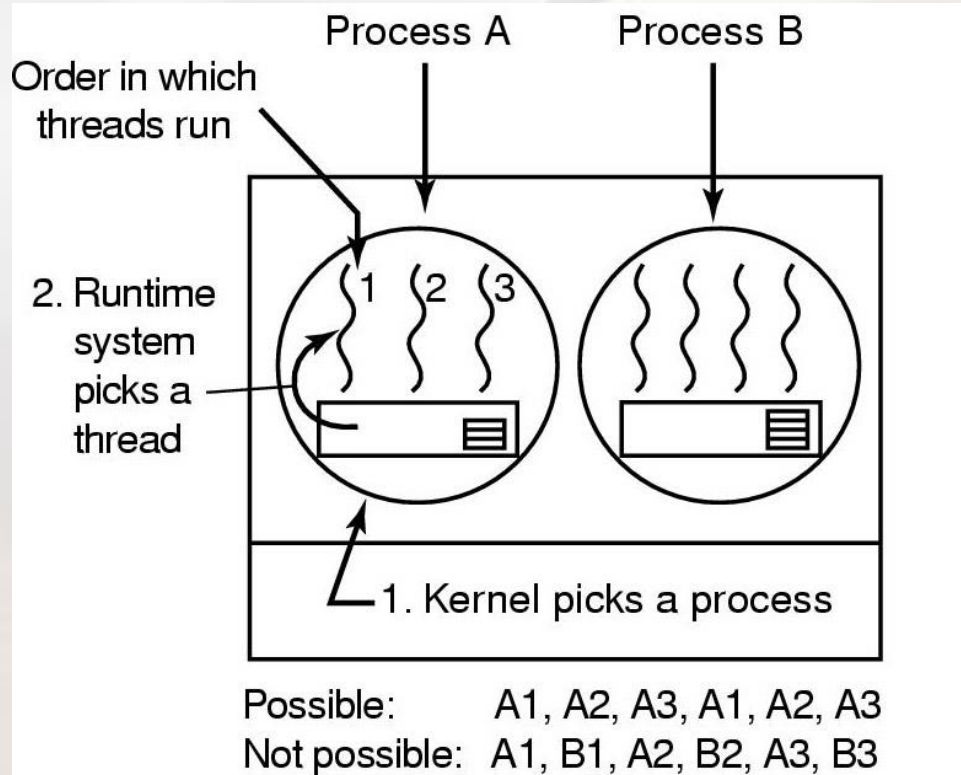 Process A
Process B
Order in which
threads run
1
2
3
2. Runtime
system
picks a
thread
1. Kernel picks a process
Possible: A1, A2, A3, A1, A2, A3
Not possible: A1, B1, A2, B2, A3, B3